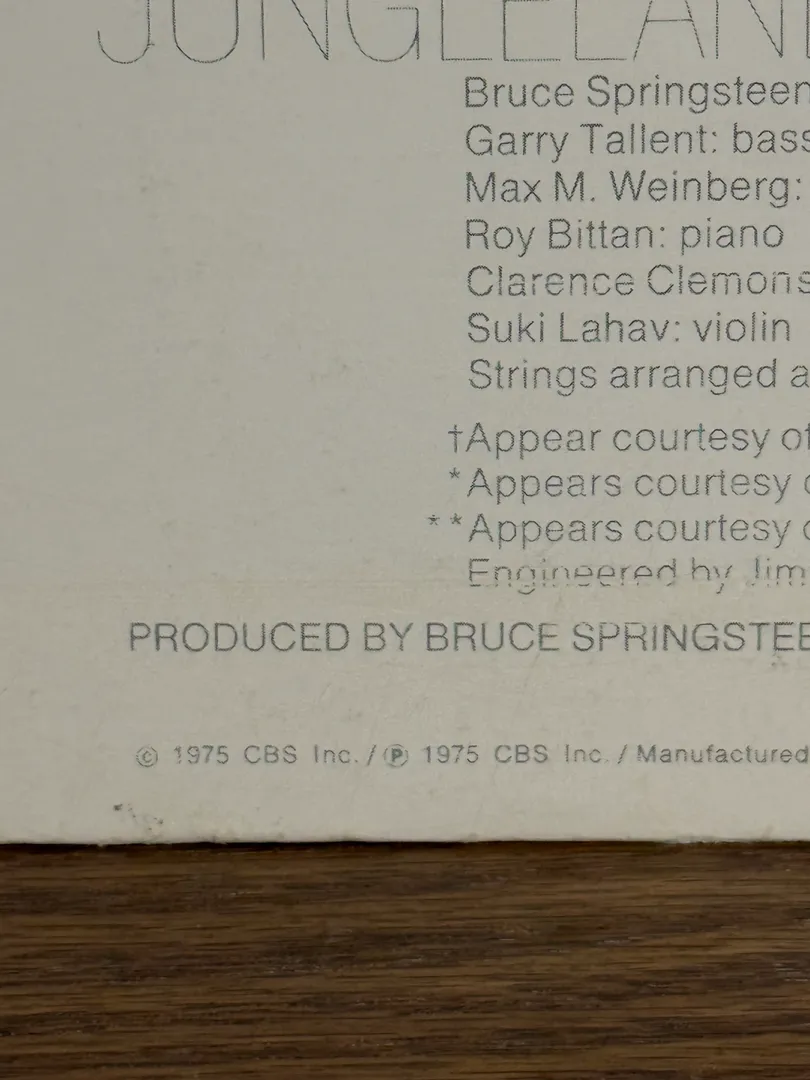 JUNGLELAND
Bruce Springsteen
Garry Tallent: bass
Max M. Weinberg:
Roy Bittan: piano
Clarence Clemons
Suki Lahav: violin
Strings arranged a
†Appear courtesy of
*Appears courtesy o
**Appears courtesy o
Engineered by Jim
PRODUCED BY BRUCE SPRINGSTEE
© 1975 CBS Inc. / ℗ 1975 CBS Inc. / Manufactured